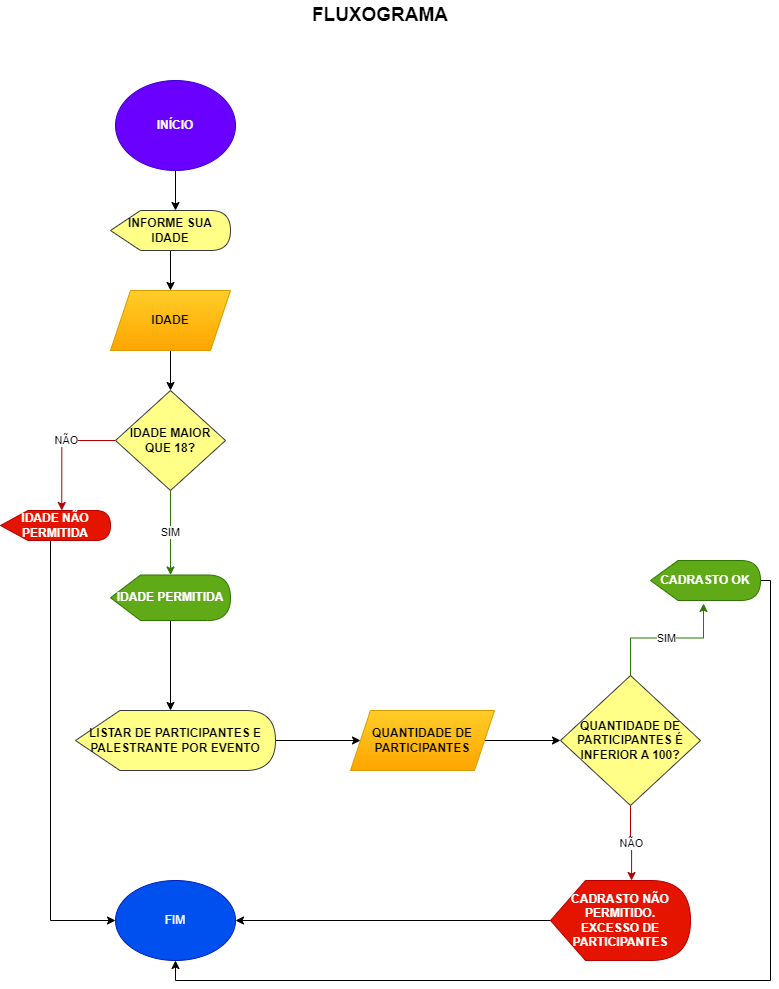 FLUXOGRAMA
INÍCIO
INFORME SUA
IDADE
IDADE
IDADE MAIOR
QUE 18?
NÃO
IDADE NÃO
PERMITIDA
SIM
IDADE PERMITIDA
LISTAR DE PARTICIPANTES E
PALESTRANTE POR EVENTO
QUANTIDADE DE
PARTICIPANTES
QUANTIDADE DE
PARTICIPANTES É
INFERIOR A 100?
SIM
CADRASTO OK
NÃO
CADRASTO NÃO
PERMITIDO.
EXCESSO DE
PARTICIPANTES
FIM